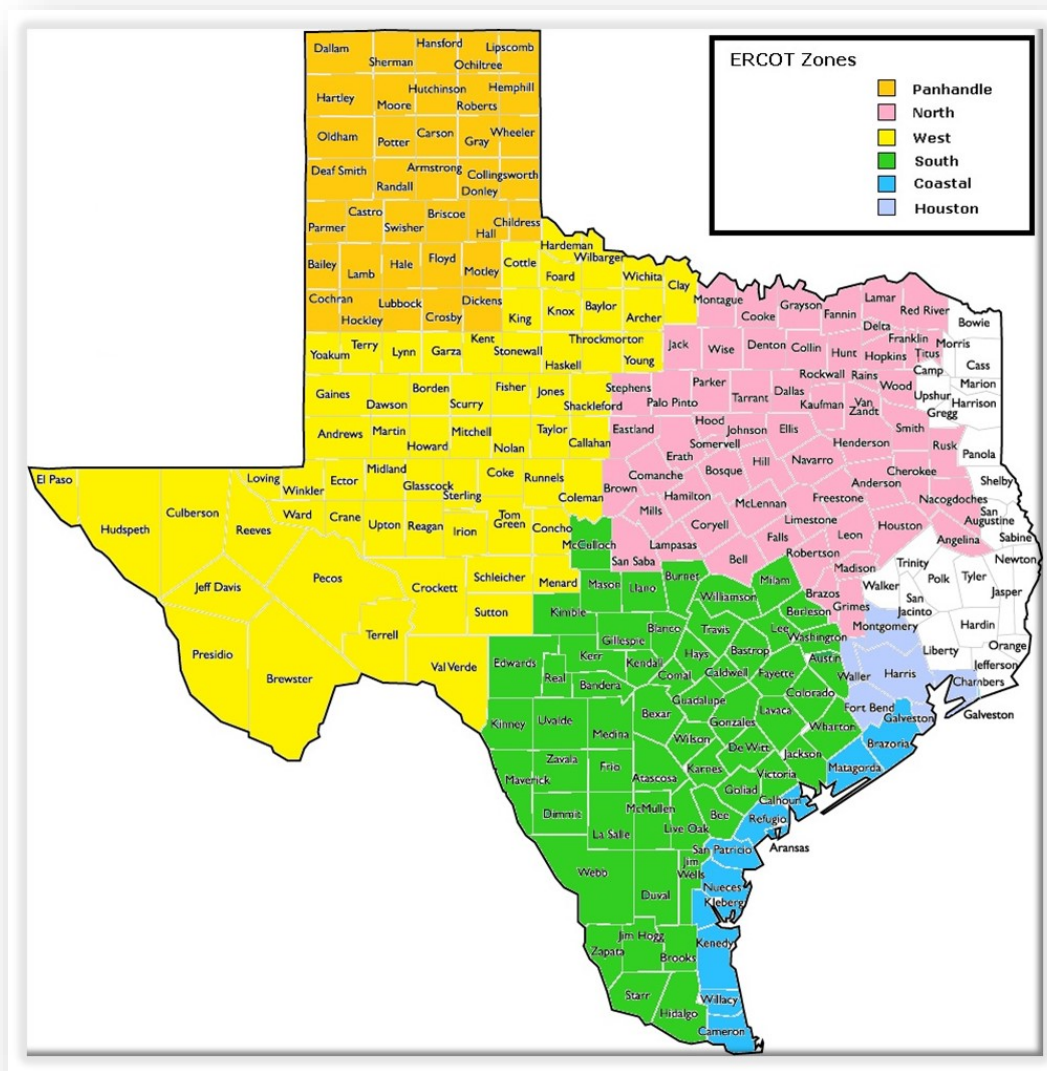 ERCOT Zones
Panhandle
North
West
South
Coastal
Houston
Dallam
Sherman
Hansford
Ochiltree
Lipscomb
Hartley
Moore
Hutchinson
Roberts
Hemphill
Oldham
Potter
Carson
Gray
Wheeler
Deaf Smith
Randall
Armstrong
Donley
Collingsworth
Parmer
Castro
Swisher
Briscoe
Hall
Childress
Bailey
Lamb
Hale
Floyd
Motley
Cottle
Hardeman
Foard
Wilbarger
Wichita
Clay
Cochran
Hockley
Lubbock
Crosby
Dickens
King
Knox
Baylor
Archer
Montague
Cooke
Grayson
Fannin
Lamar
Red River
Delta
Bowie
Yoakum
Terry
Lynn
Garza
Kent
Stonewall
Haskell
Throckmortor
Young
Jack
Wise
Denton
Collin
Hunt
Hopkins
Franklin
Titus
Morris
Camp
Cass
Gaines
Dawson
Borden
Scurry
Fisher
Jones
Shackleford
Stephens
Palo Pinto
Parker
Tarrant
Dallas
Rockwall
Kaufman
Rains
Van
Zandt
Wood
Upshur
Marion
Harrison
Gregg
Andrews
Martin
Howard
Mitchell
Nolan
Taylor
Callahan
Eastland
Hood
Somervell
Erath
Johnson
Ellis
Henderson
Smith
Rusk
Panola
El Paso
Loving
Winkler
Ector
Midland
Glasscock
Sterling
Coke
Runnels
Coleman
Brown
Comanche
Bosque
Hill
Navarro
Anderson
Cherokee
Nacogdoches
Shelby
Hudspeth
Culberson
Reeves
Ward
Crane
Upton
Reagan
Irion
Tom
Green
Concho
McCulloch
Mills
Hamilton
Coryell
McLennan
Limestone
Freestone
Leon
Houston
Angelina
San
Augustine
Sabine
Jeff Davis
Pecos
Crockett
Schleicher
Menard
San Saba
Lampasas
Bell
Falls
Robertson
Madison
Walker
Trinity
Polk
Tyler
Newton
Jasper
Presidio
Brewster
Terrell
Val Verde
Sutton
Kimble
Mason
Llano
Burnet
Williamson
Milam
Brazos
Grimes
San
Jacinto
Montgomery
Hardin
Liberty
Orange
Jefferson
Chambers
Edwards
Real
Kerr
Bandera
Gillespie
Kendall
Blanco
Hays
Comal
Travis
Bastrop
Caldwell
Lee
Burleson
Washington
Austin
Fayette
Waller
Harris
Fort Bend
Galveston
Galveston
Kinney
Uvalde
Medina
Bexar
Guadalupe
Gonzales
Lavaca
Colorado
Wharton
Brazoria
Matagorda
Maverick
Zavala
Frio
Atascosa
Wilson
Karnes
De Witt
Jackson
Victoria
Goliad
Calhoun
Dimmit
La Salle
McMullen
Live Oak
Bee
Refugio
Aransas
San Patricio
Webb
Duval
Jim
Wells
Nueces
Kleberg
Zapata
Jim Hogg
Brooks
Kenedy
Starr
Hidalgo
Willacy
Cameron